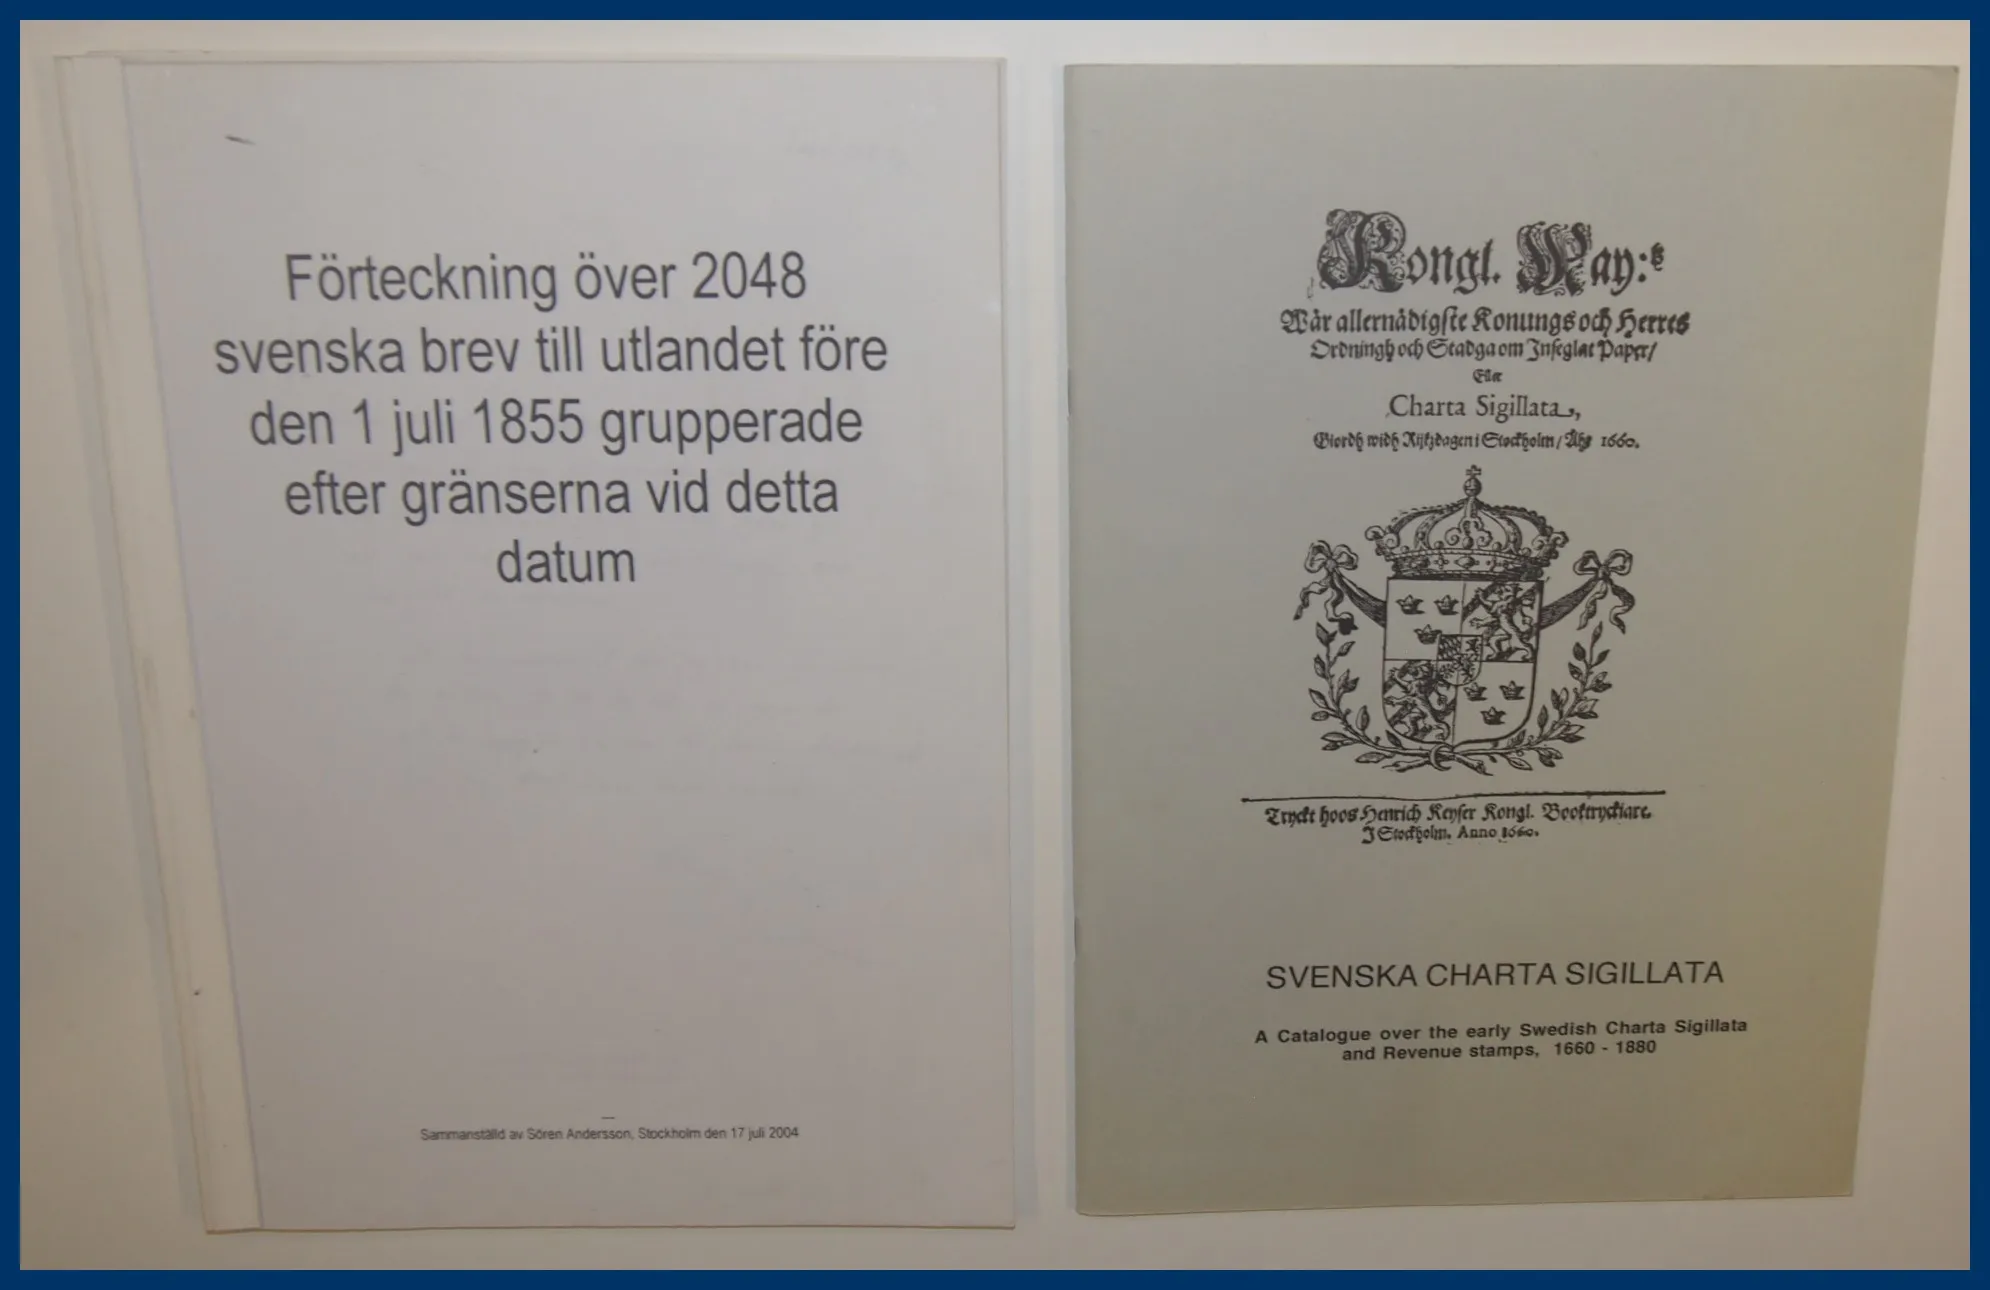 Förteckning över 2048
svenska brev till utlandet före
den 1 juli 1855 grupperade
efter gränserna vid detta
datum
Sammanställd av Sören Andersson, Stockholm den 17 juli 2004
Kongl. May:ᵗˢ
Wår allernådigste Konungs och Herres
Ordningh och Stadga om Inseglat Paper/
Eller
Charta Sigillata,
Giordh widh Rijkzdagen i Stockholm/ Åhr 1660.
Tryckt hoos Henrich Keyser Kongl. Booktryckiare.
J Stockholm, Anno 1660.
SVENSKA CHARTA SIGILLATA
A Catalogue over the early Swedish Charta Sigillata
and Revenue stamps, 1660 - 1880